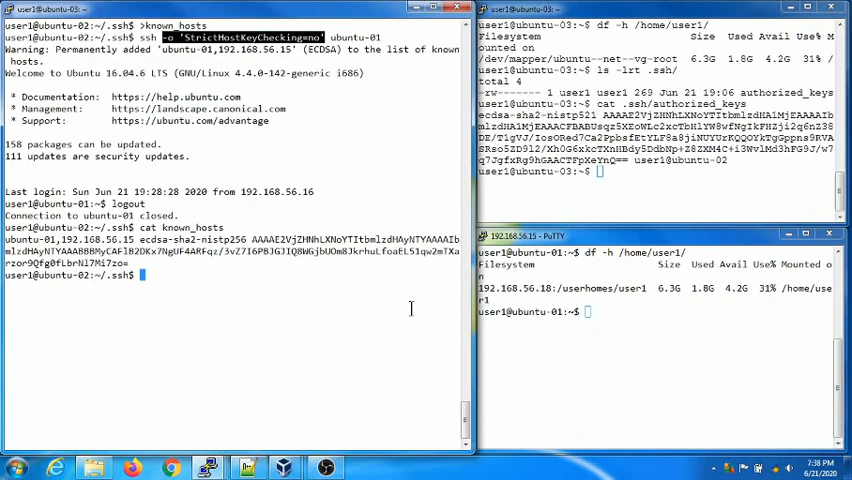 user1@ubuntu-03: ~
user1@ubuntu-02:~/.ssh$ >known_hosts
user1@ubuntu-02:~/.ssh$ ssh -o 'StrictHostKeyChecking=no' ubuntu-01
Warning: Permanently added 'ubuntu-01,192.168.56.15' (ECDSA) to the list of known
hosts.
Welcome to Ubuntu 16.04.6 LTS (GNU/Linux 4.4.0-142-generic i686)
* Documentation: https://help.ubuntu.com
* Management: https://landscape.canonical.com
* Support: https://ubuntu.com/advantage
158 packages can be updated.
111 updates are security updates.
Last login: Sun Jun 21 19:28:28 2020 from 192.168.56.16
user1@ubuntu-01:~$ logout
Connection to ubuntu-01 closed.
user1@ubuntu-02:~/.ssh$ cat known_hosts
ubuntu-01,192.168.56.15 ecdsa-sha2-nistp256
user1@ubuntu-02:~/.ssh$
user1@ubuntu-03: ~
user1@ubuntu-03:~$ df -h /home/user1/
Filesystem Size Used Avail Use% M
ounted on
/dev/mapper/ubuntu--net--vg-root 6.3G 1.8G 4.2G 31% /
user1@ubuntu-03:~$ ls -lrt .ssh/
total 4
-rw------- 1 user1 user1 269 Jun 21 19:06 authorized_keys
user1@ubuntu-03:~$ cat .ssh/authorized_keys
ecdsa-sha2-nistp521
user1@ubuntu-02
user1@ubuntu-03:~$
192.168.56.15 - PuTTY
user1@ubuntu-01:~$ df -h /home/user1/
Filesystem Size Used Avail Use% Mounted o
n
192.168.56.18:/userhomes/user1 6.3G 1.8G 4.2G 31% /home/use
r1
user1@ubuntu-01:~$
7:38 PM
6/21/2020